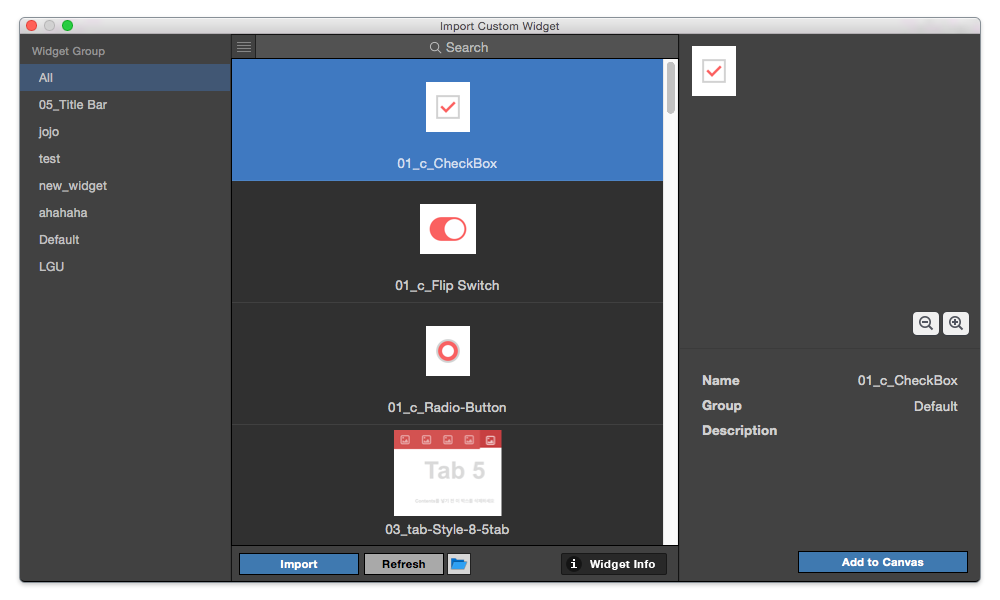 Import Custom Widget
Widget Group
All
05_Title Bar
jojo
test
new_widget
ahahaha
Default
LGU
Search
01_c_CheckBox
01_c_Flip Switch
01_c_Radio-Button
Tab 5
03_tab-Style-8-5tab
Import
Refresh
i Widget Info
Name 01_c_CheckBox
Group Default
Description
Add to Canvas